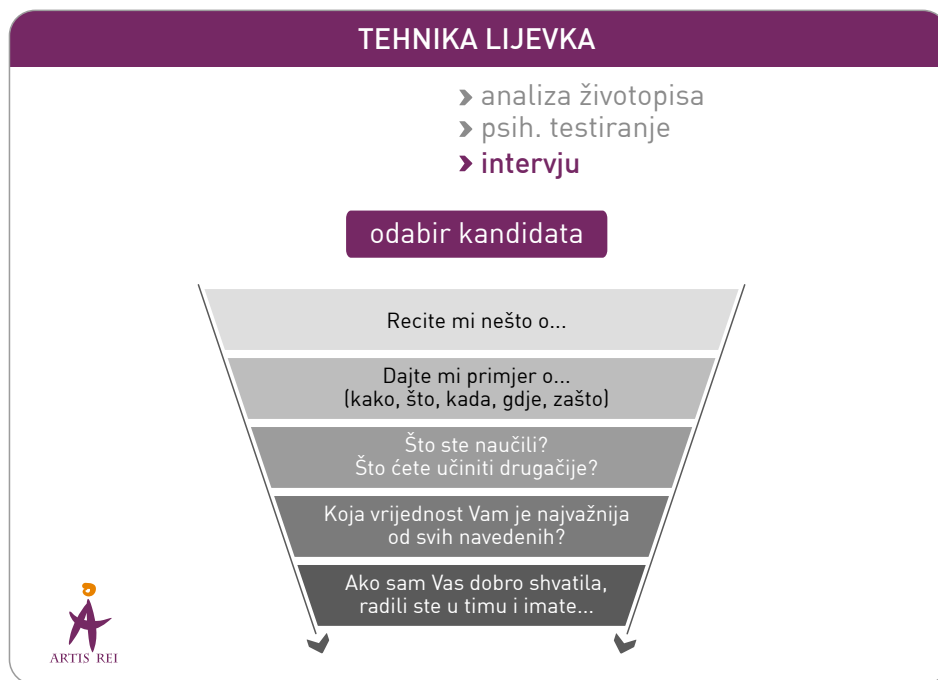 TEHNIKA LIJEVKA
analiza životopisa
psih. testiranje
intervju
odabir kandidata
Recite mi nešto o...
Dajte mi primjer o...
(kako, što, kada, gdje, zašto)
Što ste naučili?
Što ćete učiniti drugačije?
Koja vrijednost Vam je najvažnija
od svih navedenih?
Ako sam Vas dobro shvatila,
radili ste u timu i imate...
ARTIS REI